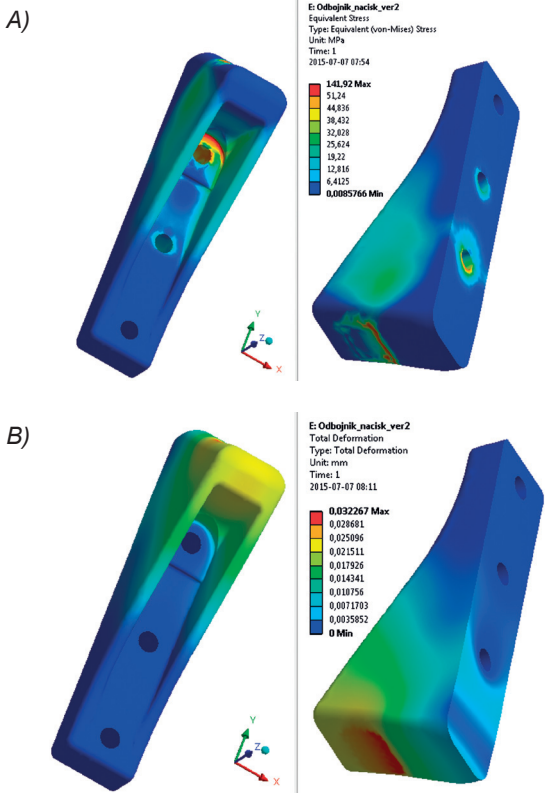 A)
E: Odbojnik_nacisk_ver2
Equivalent Stress
Type: Equivalent (von-Mises) Stress
Unit: MPa
Time: 1
2015-07-07 07:54
141,92 Max
51,24
44,836
38,432
32,028
25,624
19,22
12,816
6,4125
0,0085766 Min
Y
Z
X
B)
E: Odbojnik_nacisk_ver2
Total Deformation
Type: Total Deformation
Unit: mm
Time: 1
2015-07-07 08:11
0,032267 Max
0,028681
0,025096
0,021511
0,017926
0,014341
0,010756
0,0071703
0,0035852
0 Min
Y
Z
X